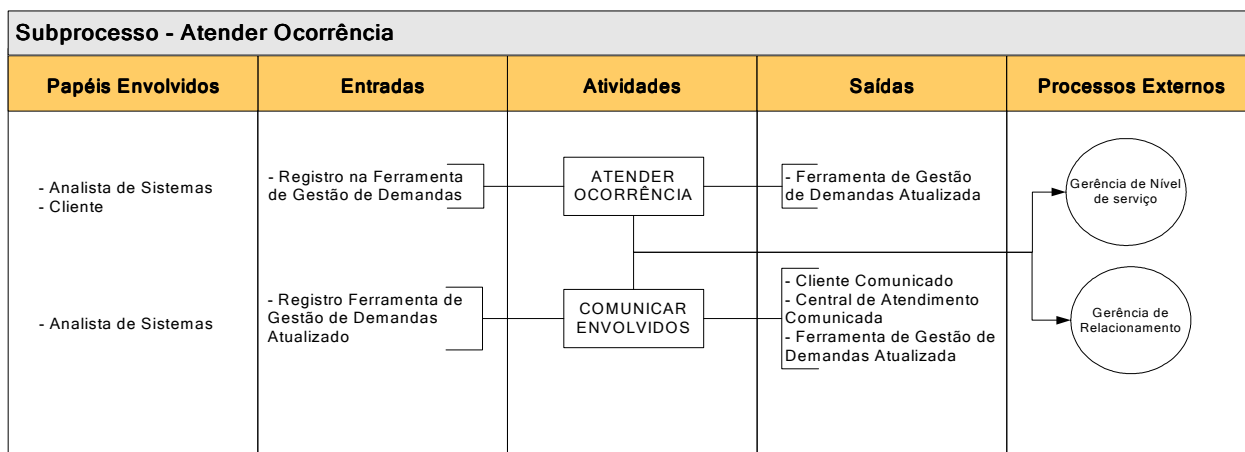 Subprocesso - Atender Ocorrência
Papéis Envolvidos
Entradas
Atividades
Saídas
Processos Externos
- Analista de Sistemas
- Cliente
- Registro na Ferramenta
de Gestão de Demandas
ATENDER
OCORRÊNCIA
- Ferramenta de Gestão
de Demandas Atualizada
Gerência de Nível
de serviço
- Analista de Sistemas
- Registro Ferramenta de
Gestão de Demandas
Atualizado
COMUNICAR
ENVOLVIDOS
- Cliente Comunicado
- Central de Atendimento
Comunicada
- Ferramenta de Gestão de
Demandas Atualizada
Gerência de
Relacionamento